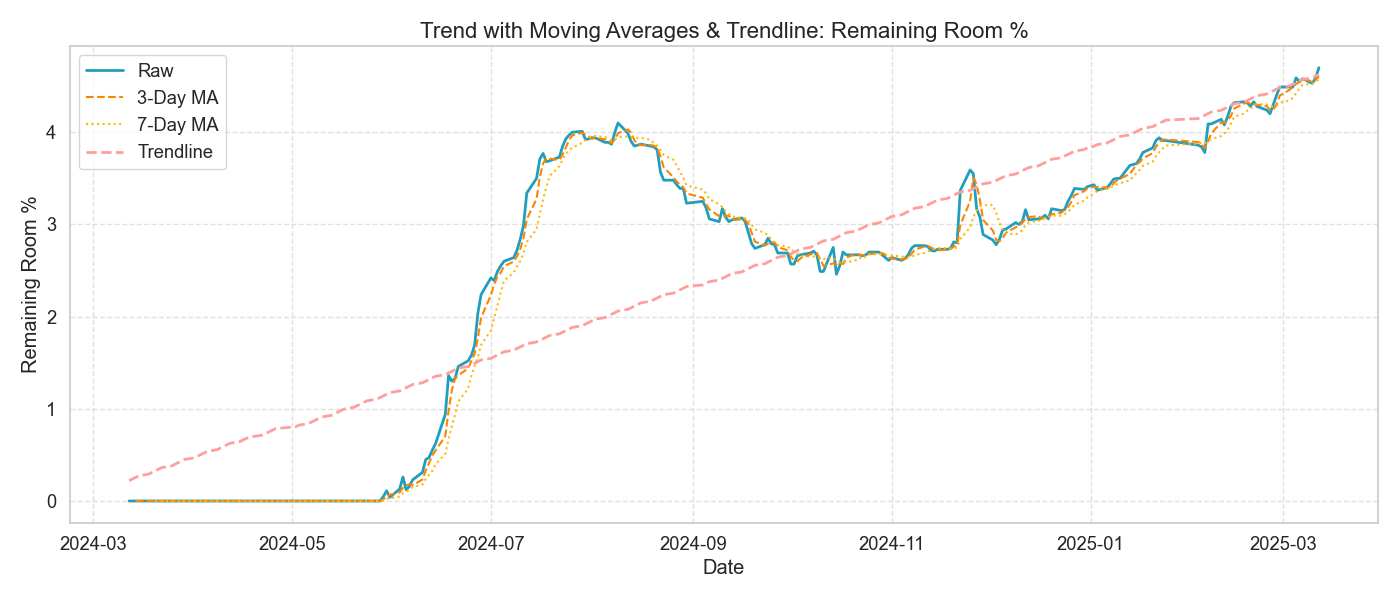 Trend with Moving Averages & Trendline: Remaining Room %
Raw
3-Day MA
7-Day MA
Trendline
Remaining Room %
4
3
2
1
0
2024-03 2024-05 2024-07 2024-09 2024-11 2025-01 2025-03
Date